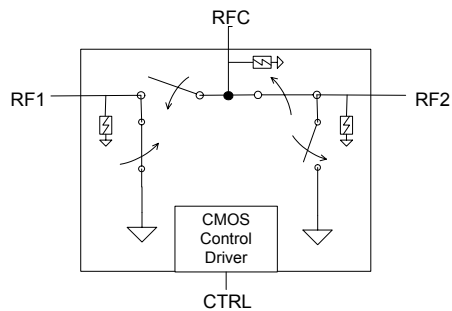 RFC
RF1
RF2
CMOS
Control
Driver
CTRL